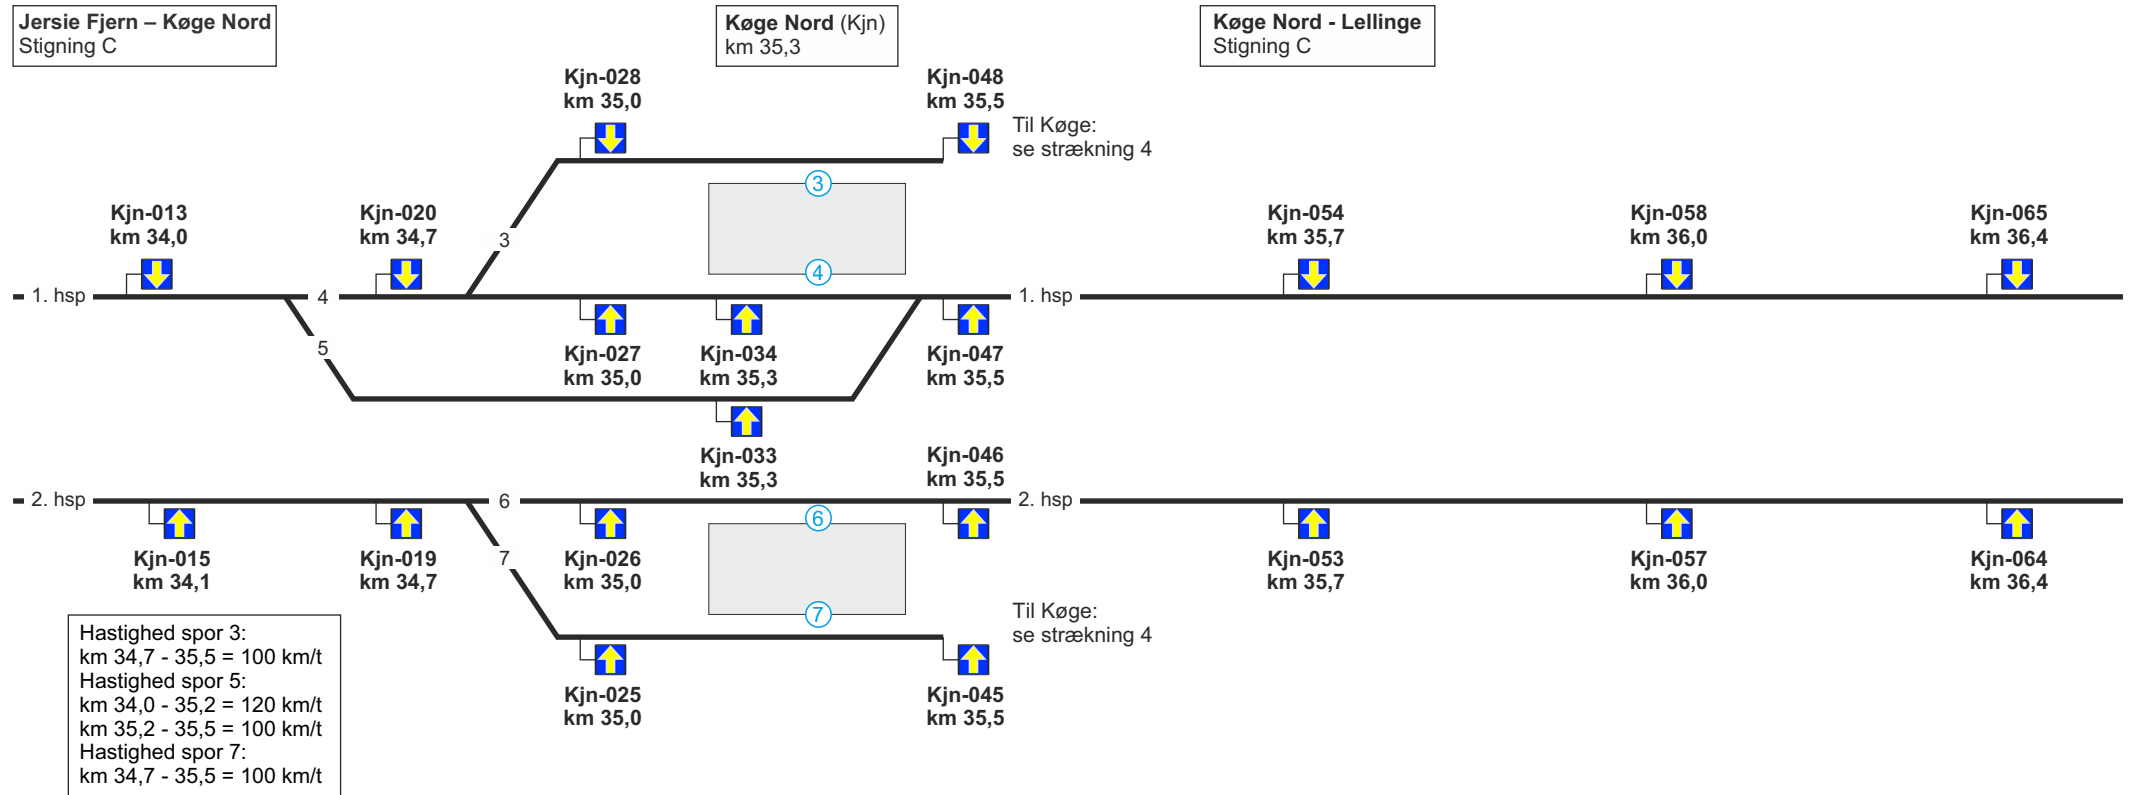 Jersie Fjern – Køge Nord
Stigning C
Køge Nord (Kjn)
km 35,3
Køge Nord - Lellinge
Stigning C
Kjn-028
km 35,0
Kjn-048
km 35,5
Til Køge:
se strækning 4
3
Kjn-013
km 34,0
Kjn-020
km 34,7
3
Kjn-054
km 35,7
Kjn-058
km 36,0
Kjn-065
km 36,4
4
1. hsp
4
1. hsp
5
Kjn-027
km 35,0
Kjn-034
km 35,3
Kjn-047
km 35,5
Kjn-033
km 35,3
Kjn-046
km 35,5
2. hsp
6
2. hsp
6
Kjn-015
km 34,1
Kjn-019
km 34,7
7
Kjn-026
km 35,0
Kjn-053
km 35,7
Kjn-057
km 36,0
Kjn-064
km 36,4
7
Til Køge:
se strækning 4
Hastighed spor 3:
km 34,7 - 35,5 = 100 km/t
Hastighed spor 5:
km 34,0 - 35,2 = 120 km/t
km 35,2 - 35,5 = 100 km/t
Hastighed spor 7:
km 34,7 - 35,5 = 100 km/t
Kjn-025
km 35,0
Kjn-045
km 35,5